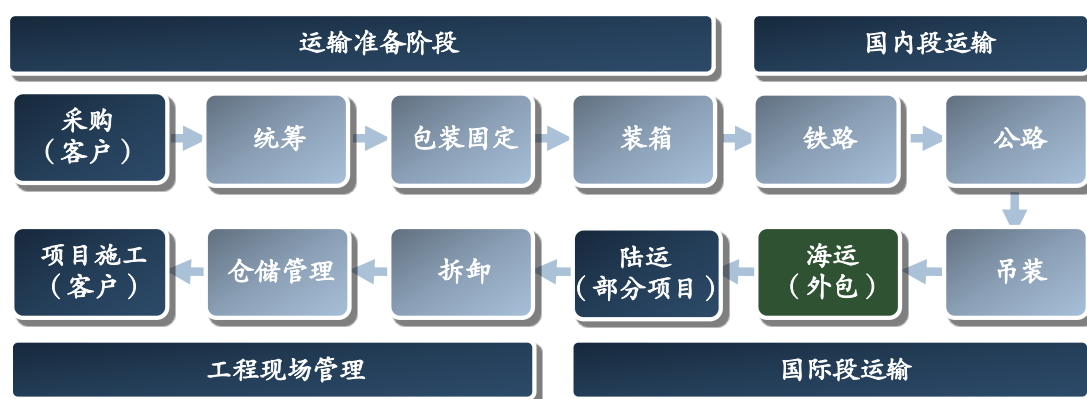 运输准备阶段
国内段运输
采购
（客户）
统筹
包装固定
装箱
铁路
公路
项目施工
（客户）
仓储管理
拆卸
陆运
（部分项目）
海运
（外包）
吊装
工程现场管理
国际段运输